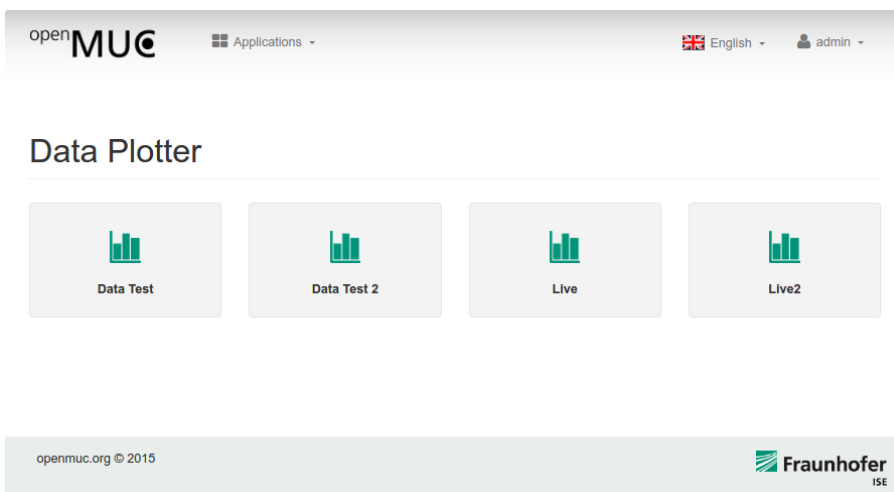 openMUC
Applications
English
admin
Data Plotter
Data Test
Data Test 2
Live
Live2
openmuc.org © 2015
Fraunhofer
ISE